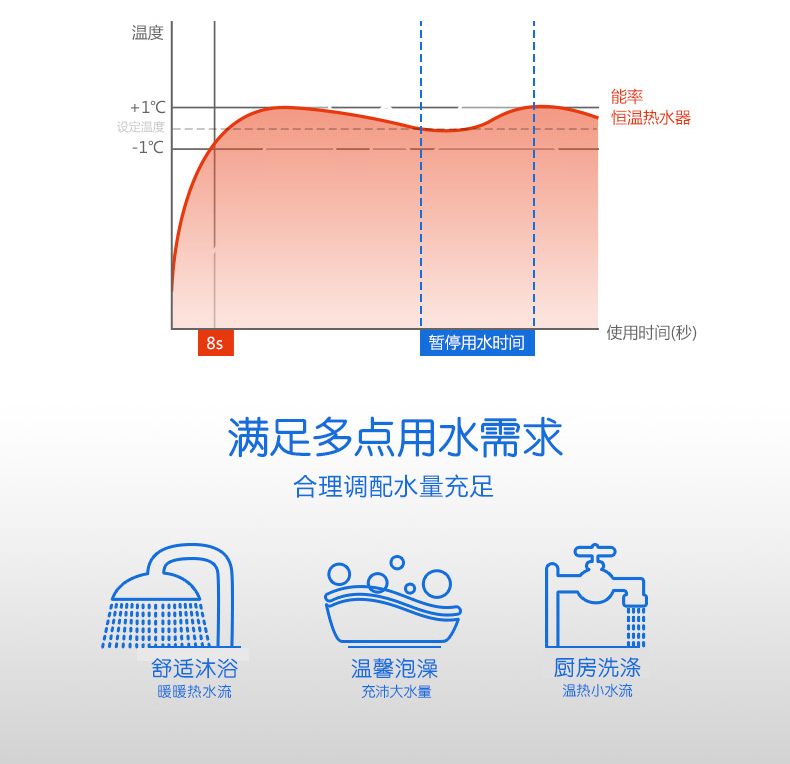 温度
+1℃
设定温度
-1℃
能率
恒温热水器
使用时间(秒)
8s
暂停用水时间
满足多点用水需求
合理调配水量充足
舒适沐浴
暖暖热水流
温馨泡澡
充沛大水量
厨房洗涤
温热小水流